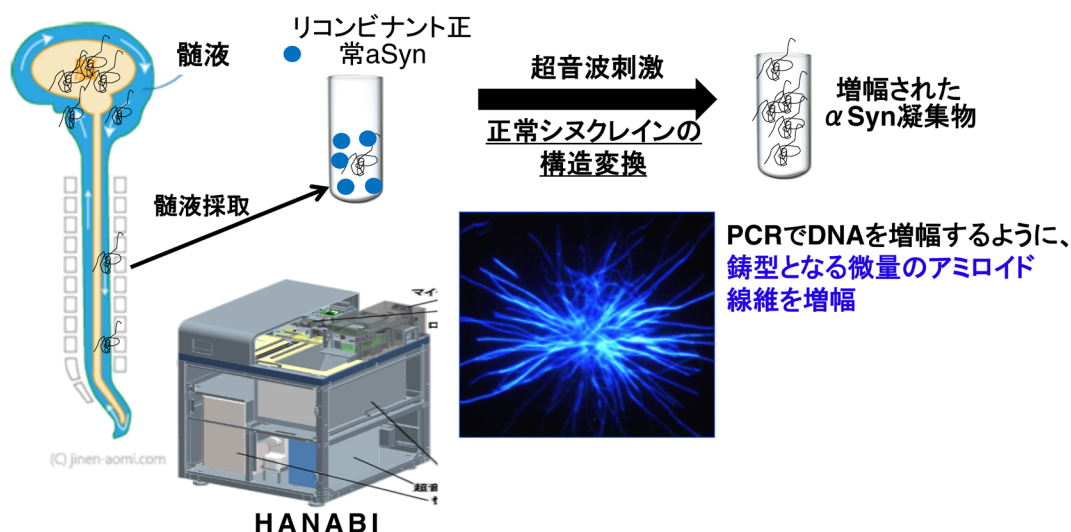 髄液
リコンビナント正
常aSyn
超音波刺激
正常シヌクレインの
構造変換
増幅された
αSyn凝集物
髄液採取
PCRでDNAを増幅するように、
鋳型となる微量のアミロイド
線維を増幅
マイ
(C) jinen-aomi.com
HANABI